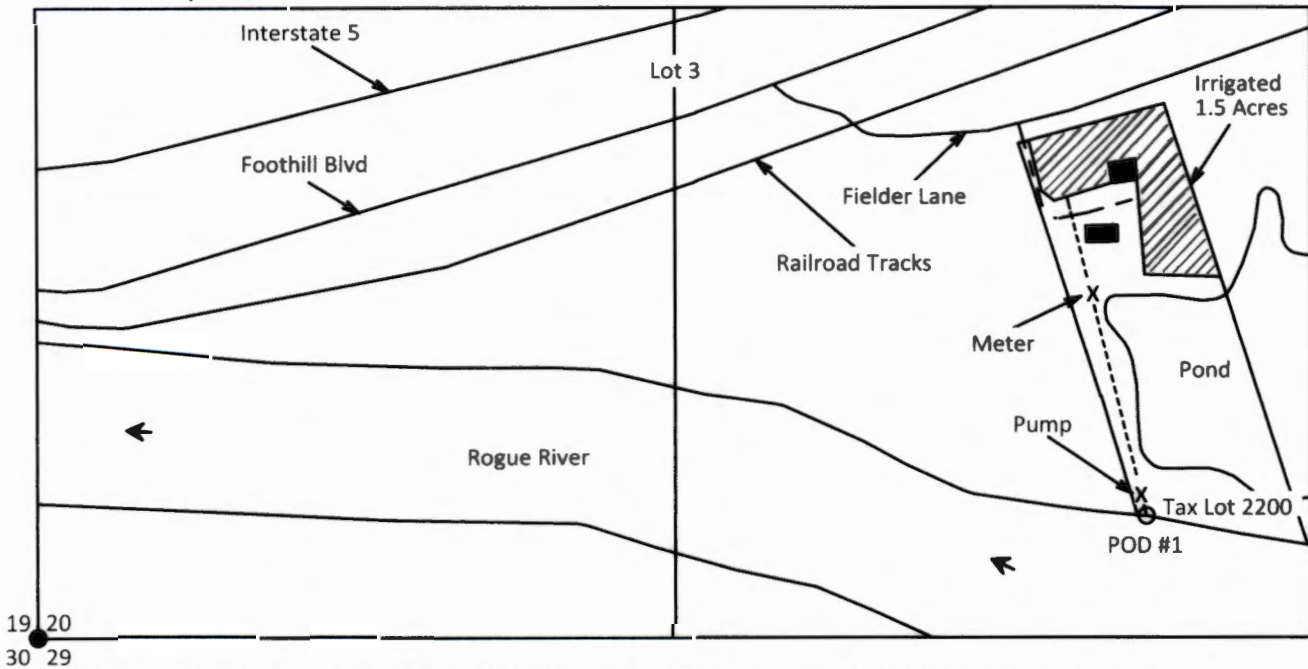 Interstate 5
Lot 3
Irrigated
1.5 Acres
Foothill Blvd
Fielder Lane
Railroad Tracks
Meter
X
Pond
Pump
Rogue River
X
Tax Lot 2200
POD #1
19 20
30 29